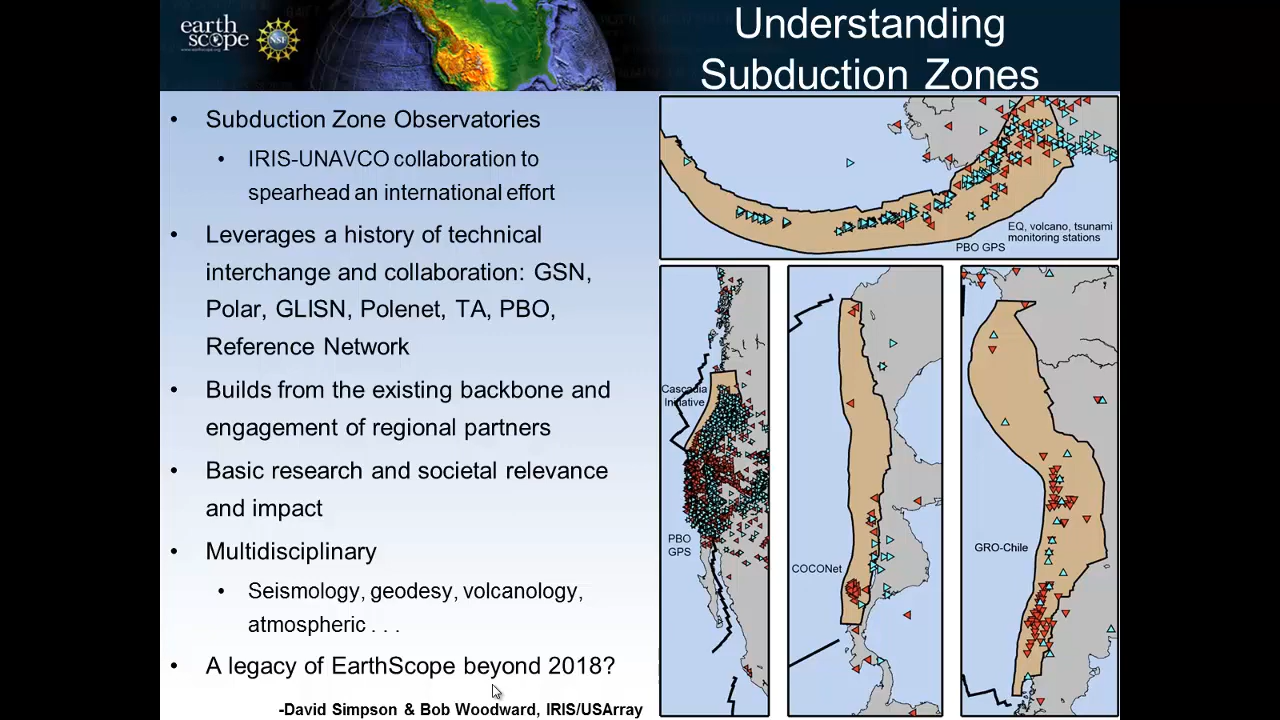 earth
scope
www.earthscope.org
NSF
Understanding
Subduction Zones
• Subduction Zone Observatories
• IRIS-UNAVCO collaboration to
spearhead an international effort
• Leverages a history of technical
interchange and collaboration: GSN,
Polar, GLISN, Polenet, TA, PBO,
Reference Network
• Builds from the existing backbone and
engagement of regional partners
• Basic research and societal relevance
and impact
• Multidisciplinary
• Seismology, geodesy, volcanology,
atmospheric . . .
• A legacy of EarthScope beyond 2018?
-David Simpson & Bob Woodward, IRIS/USArray
EQ, volcano, tsunami
monitoring stations
PBO GPS
Cascadia
Initiative
PBO
GPS
COCONet
GRO-Chile